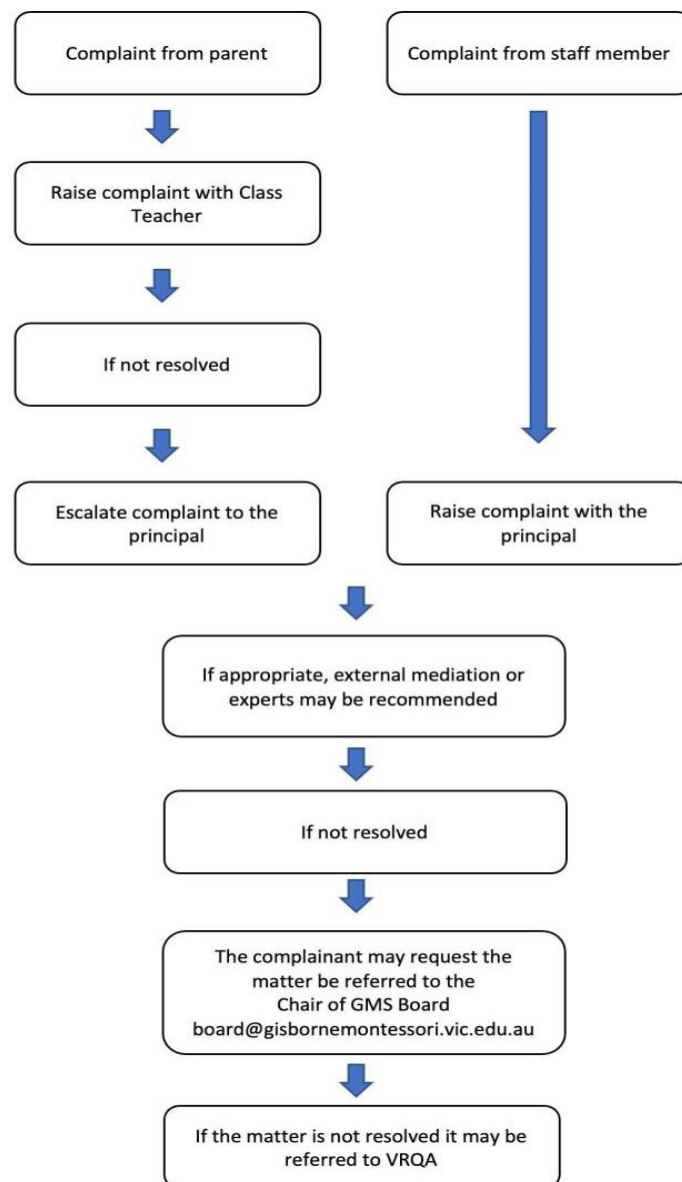 Complaint from parent
Complaint from staff member
Raise complaint with Class
Teacher
If not resolved
Escalate complaint to the
principal
Raise complaint with the
principal
If appropriate, external mediation or
experts may be recommended
If not resolved
The complainant may request the
matter be referred to the
Chair of GMS Board
board@gisbornemontessori.vic.edu.au
If the matter is not resolved it may be
referred to VRQA